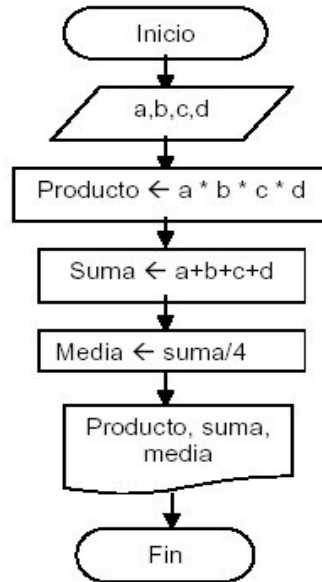 Inicio
a,b,c,d
Producto ← a * b * c * d
Suma ← a+b+c+d
Media ← suma/4
Producto, suma,
media
Fin